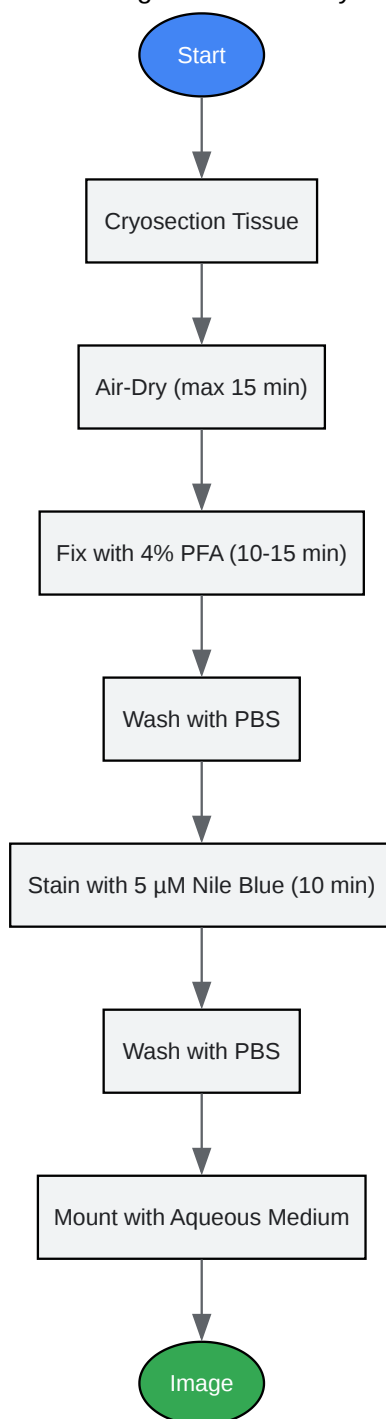 Start
Cryosection Tissue
Air-Dry (max 15 min)
Fix with 4% PFA (10-15 min)
Wash with PBS
Stain with 5 µM Nile Blue (10 min)
Wash with PBS
Mount with Aqueous Medium
Image